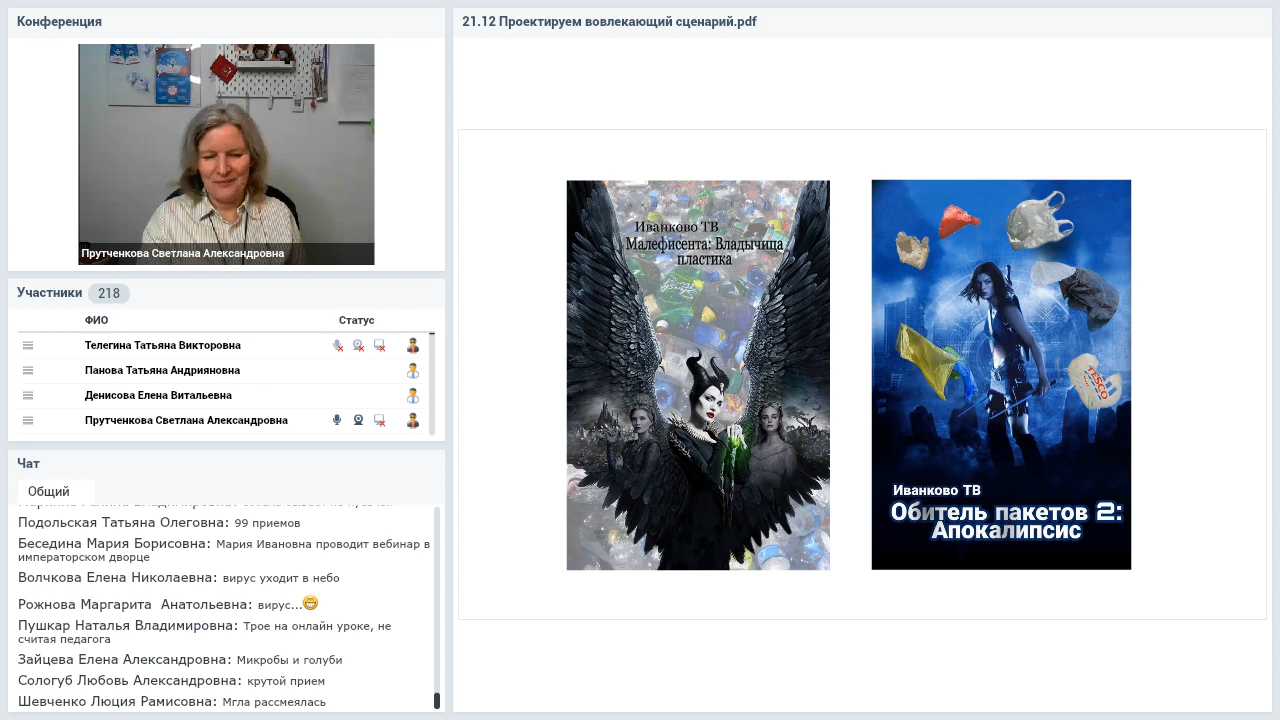 Конференция
Прутченкова Светлана Александровна
Участники 218
ФИО Статус
Телегина Татьяна Викторовна
Панова Татьяна Андрияновна
Денисова Елена Витальевна
Прутченкова Светлана Александровна
Чат
Общий
Подольская Татьяна Олеговна: 99 приемов
Беседина Мария Борисовна: Мария Ивановна проводит вебинар в
императорском дворце
Волчкова Елена Николаевна: вирус уходит в небо
Рожнова Маргарита Анатольевна: вирус...
Пушкар Наталья Владимировна: Трое на онлайн уроке, не
считая педагога
Зайцева Елена Александровна: Микробы и голуби
Сологуб Любовь Александровна: крутой прием
Шевченко Люция Рамисовна: Мгла рассмеялась
21.12 Проектируем вовлекающий сценарий.pdf
Иванково ТВ
Малефисента: Владычица
пластика
TESCO
Иванково ТВ
Обитель пакетов 2:
Апокалипсис